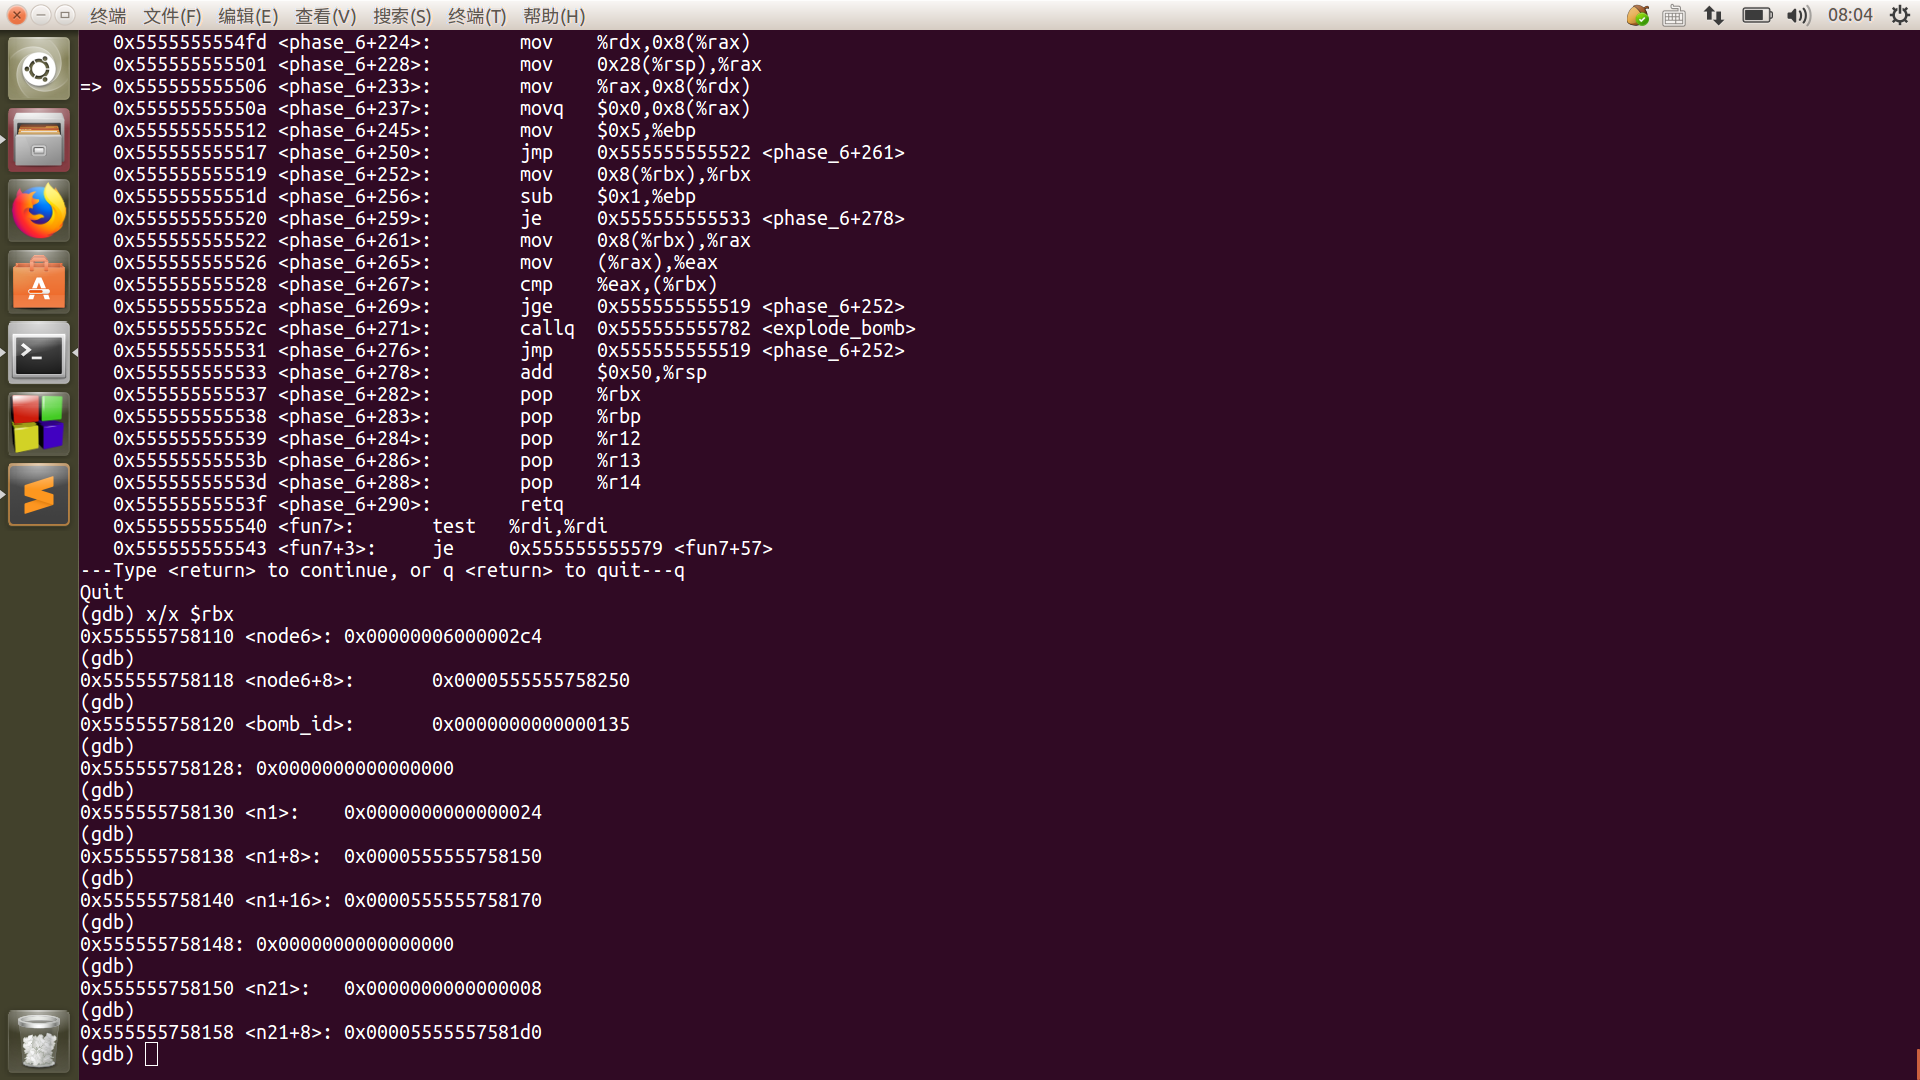 终端 文件(F) 编辑(E) 查看(V) 搜索(S) 终端(T) 帮助(H) 08:04
0x5555555554fd <phase_6+224>: mov %rdx,0x8(%rax)
0x555555555501 <phase_6+228>: mov 0x28(%rsp),%rax
=> 0x555555555506 <phase_6+233>: mov %rax,0x8(%rdx)
0x55555555550a <phase_6+237>: movq $0x0,0x8(%rax)
0x555555555512 <phase_6+245>: mov $0x5,%ebp
0x555555555517 <phase_6+250>: jmp 0x555555555522 <phase_6+261>
0x555555555519 <phase_6+252>: mov 0x8(%rbx),%rbx
0x55555555551d <phase_6+256>: sub $0x1,%ebp
0x555555555520 <phase_6+259>: je 0x555555555533 <phase_6+278>
0x555555555522 <phase_6+261>: mov 0x8(%rbx),%rax
0x555555555526 <phase_6+265>: mov (%rax),%eax
0x555555555528 <phase_6+267>: cmp %eax,(%rbx)
0x55555555552a <phase_6+269>: jge 0x555555555519 <phase_6+252>
0x55555555552c <phase_6+271>: callq 0x555555555782 <explode_bomb>
0x555555555531 <phase_6+276>: jmp 0x555555555519 <phase_6+252>
0x555555555533 <phase_6+278>: add $0x50,%rsp
0x555555555537 <phase_6+282>: pop %rbx
0x555555555538 <phase_6+283>: pop %rbp
0x555555555539 <phase_6+284>: pop %r12
0x55555555553b <phase_6+286>: pop %r13
0x55555555553d <phase_6+288>: pop %r14
0x55555555553f <phase_6+290>: retq
0x555555555540 <fun7>: test %rdi,%rdi
0x555555555543 <fun7+3>: je 0x555555555579 <fun7+57>
---Type <return> to continue, or q <return> to quit---q
Quit
(gdb) x/x $rbx
0x555555758110 <node6>: 0x00000006000002c4
(gdb)
0x555555758118 <node6+8>: 0x0000555555758250
(gdb)
0x555555758120 <bomb_id>: 0x0000000000000135
(gdb)
0x555555758128: 0x0000000000000000
(gdb)
0x555555758130 <n1>: 0x0000000000000024
(gdb)
0x555555758138 <n1+8>: 0x0000555555758150
(gdb)
0x555555758140 <n1+16>: 0x0000555555758170
(gdb)
0x555555758148: 0x0000000000000000
(gdb)
0x555555758150 <n21>: 0x0000000000000008
(gdb)
0x555555758158 <n21+8>: 0x00005555557581d0
(gdb)